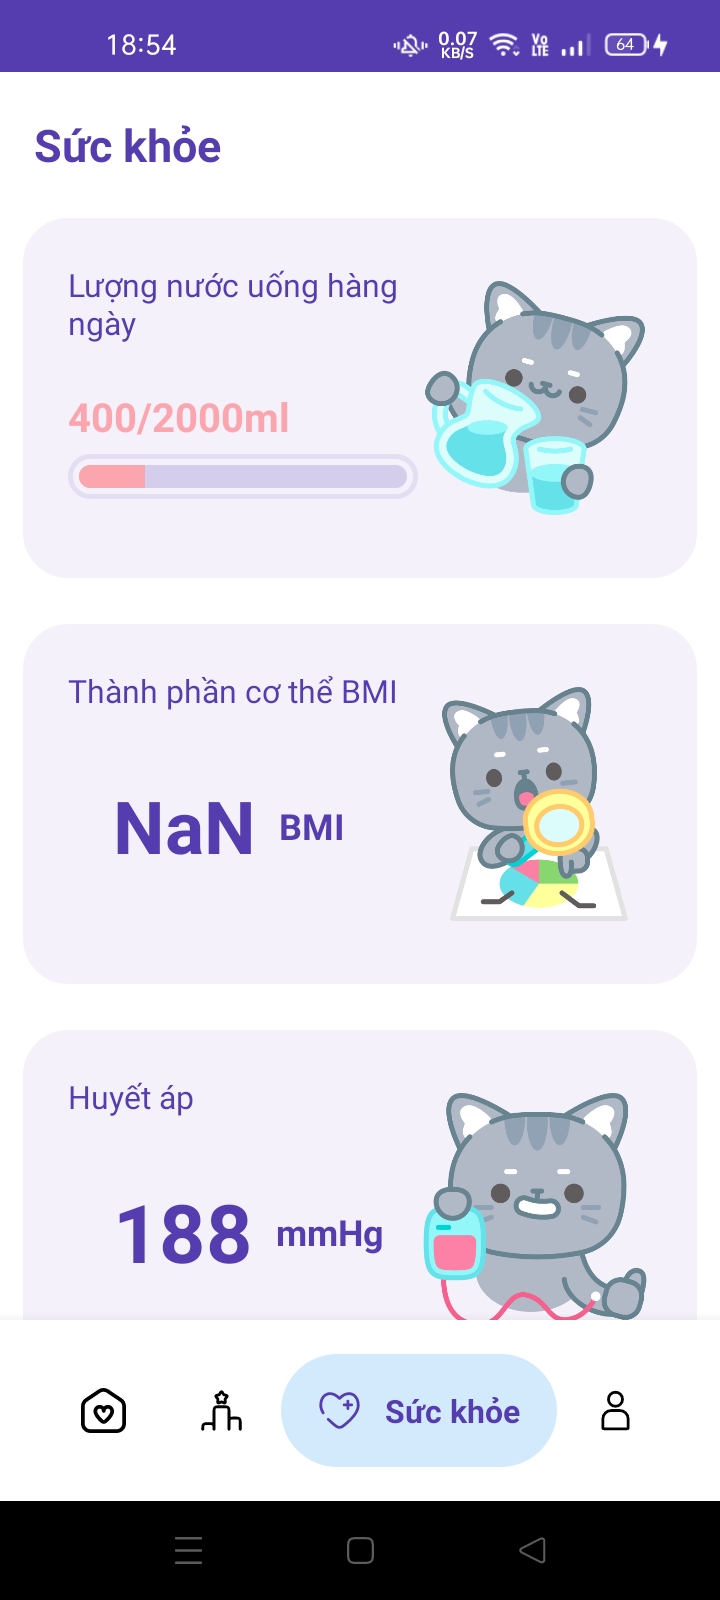 18:54
0.07
KB/S
VO
LTE
64
Sức khỏe
Lượng nước uống hàng
ngày
400/2000ml
Thành phần cơ thể BMI
NaN BMI
Huyết áp
188 mmHg
Sức khỏe